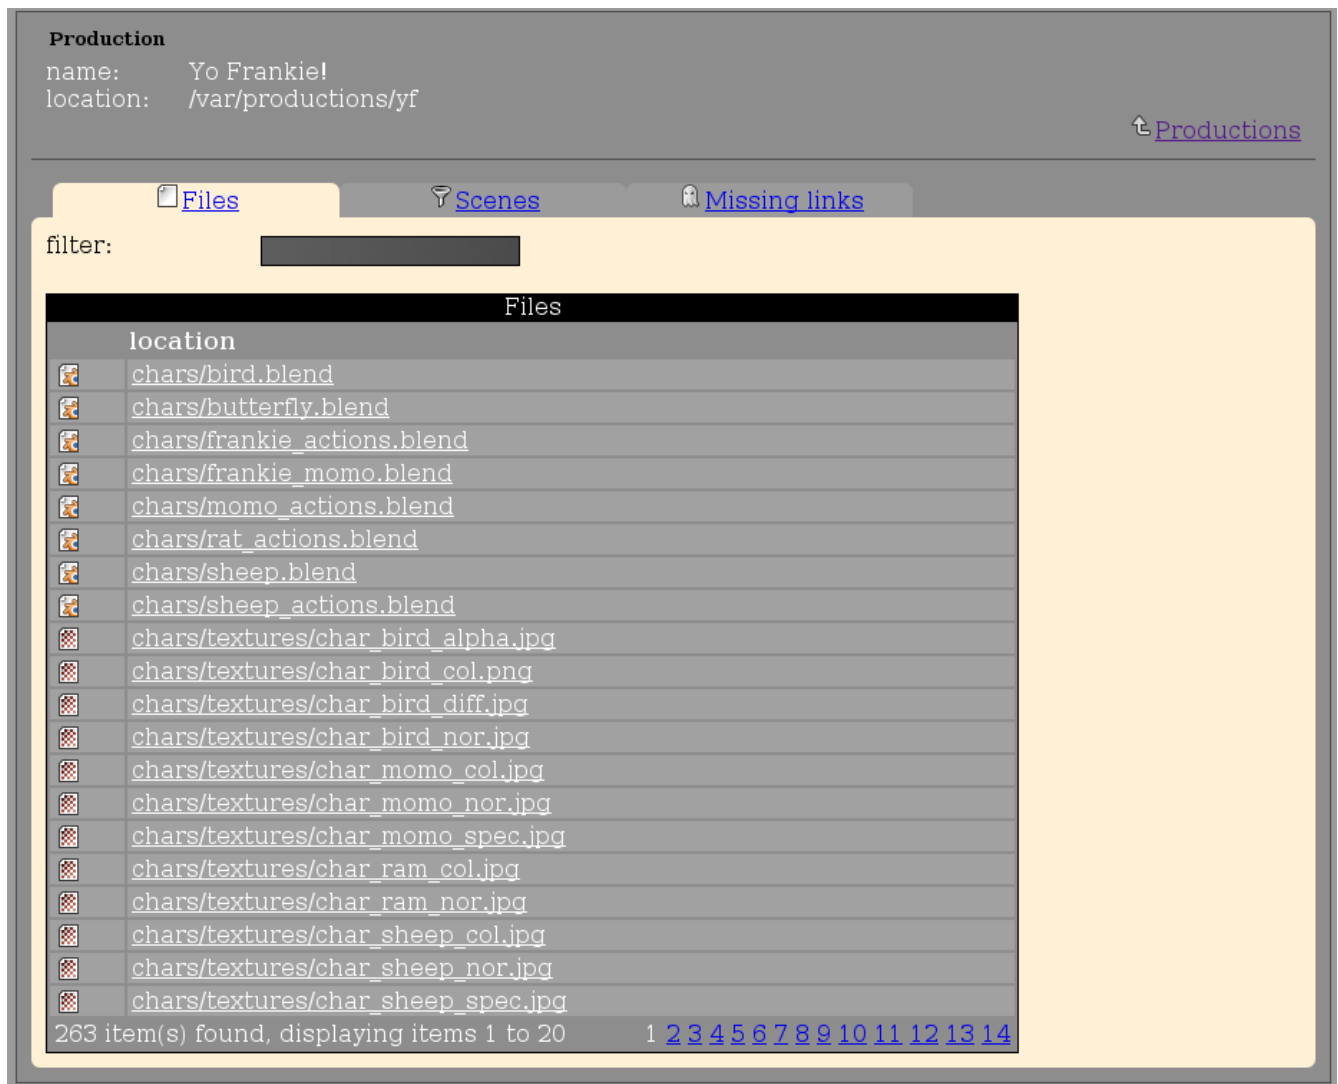 Production
name: Yo Frankie!
location: /var/productions/yf
Productions
Files Scenes Missing links
filter:
Files
location
chars/bird.blend
chars/butterfly.blend
chars/frankie_actions.blend
chars/frankie_momo.blend
chars/momo_actions.blend
chars/rat_actions.blend
chars/sheep.blend
chars/sheep_actions.blend
chars/textures/char_bird_alpha.jpg
chars/textures/char_bird_col.png
chars/textures/char_bird_diff.jpg
chars/textures/char_bird_nor.jpg
chars/textures/char_momo_col.jpg
chars/textures/char_momo_nor.jpg
chars/textures/char_momo_spec.jpg
chars/textures/char_ram_col.jpg
chars/textures/char_ram_nor.jpg
chars/textures/char_sheep_col.jpg
chars/textures/char_sheep_nor.jpg
chars/textures/char_sheep_spec.jpg
263 item(s) found, displaying items 1 to 20 1 2 3 4 5 6 7 8 9 10 11 12 13 14